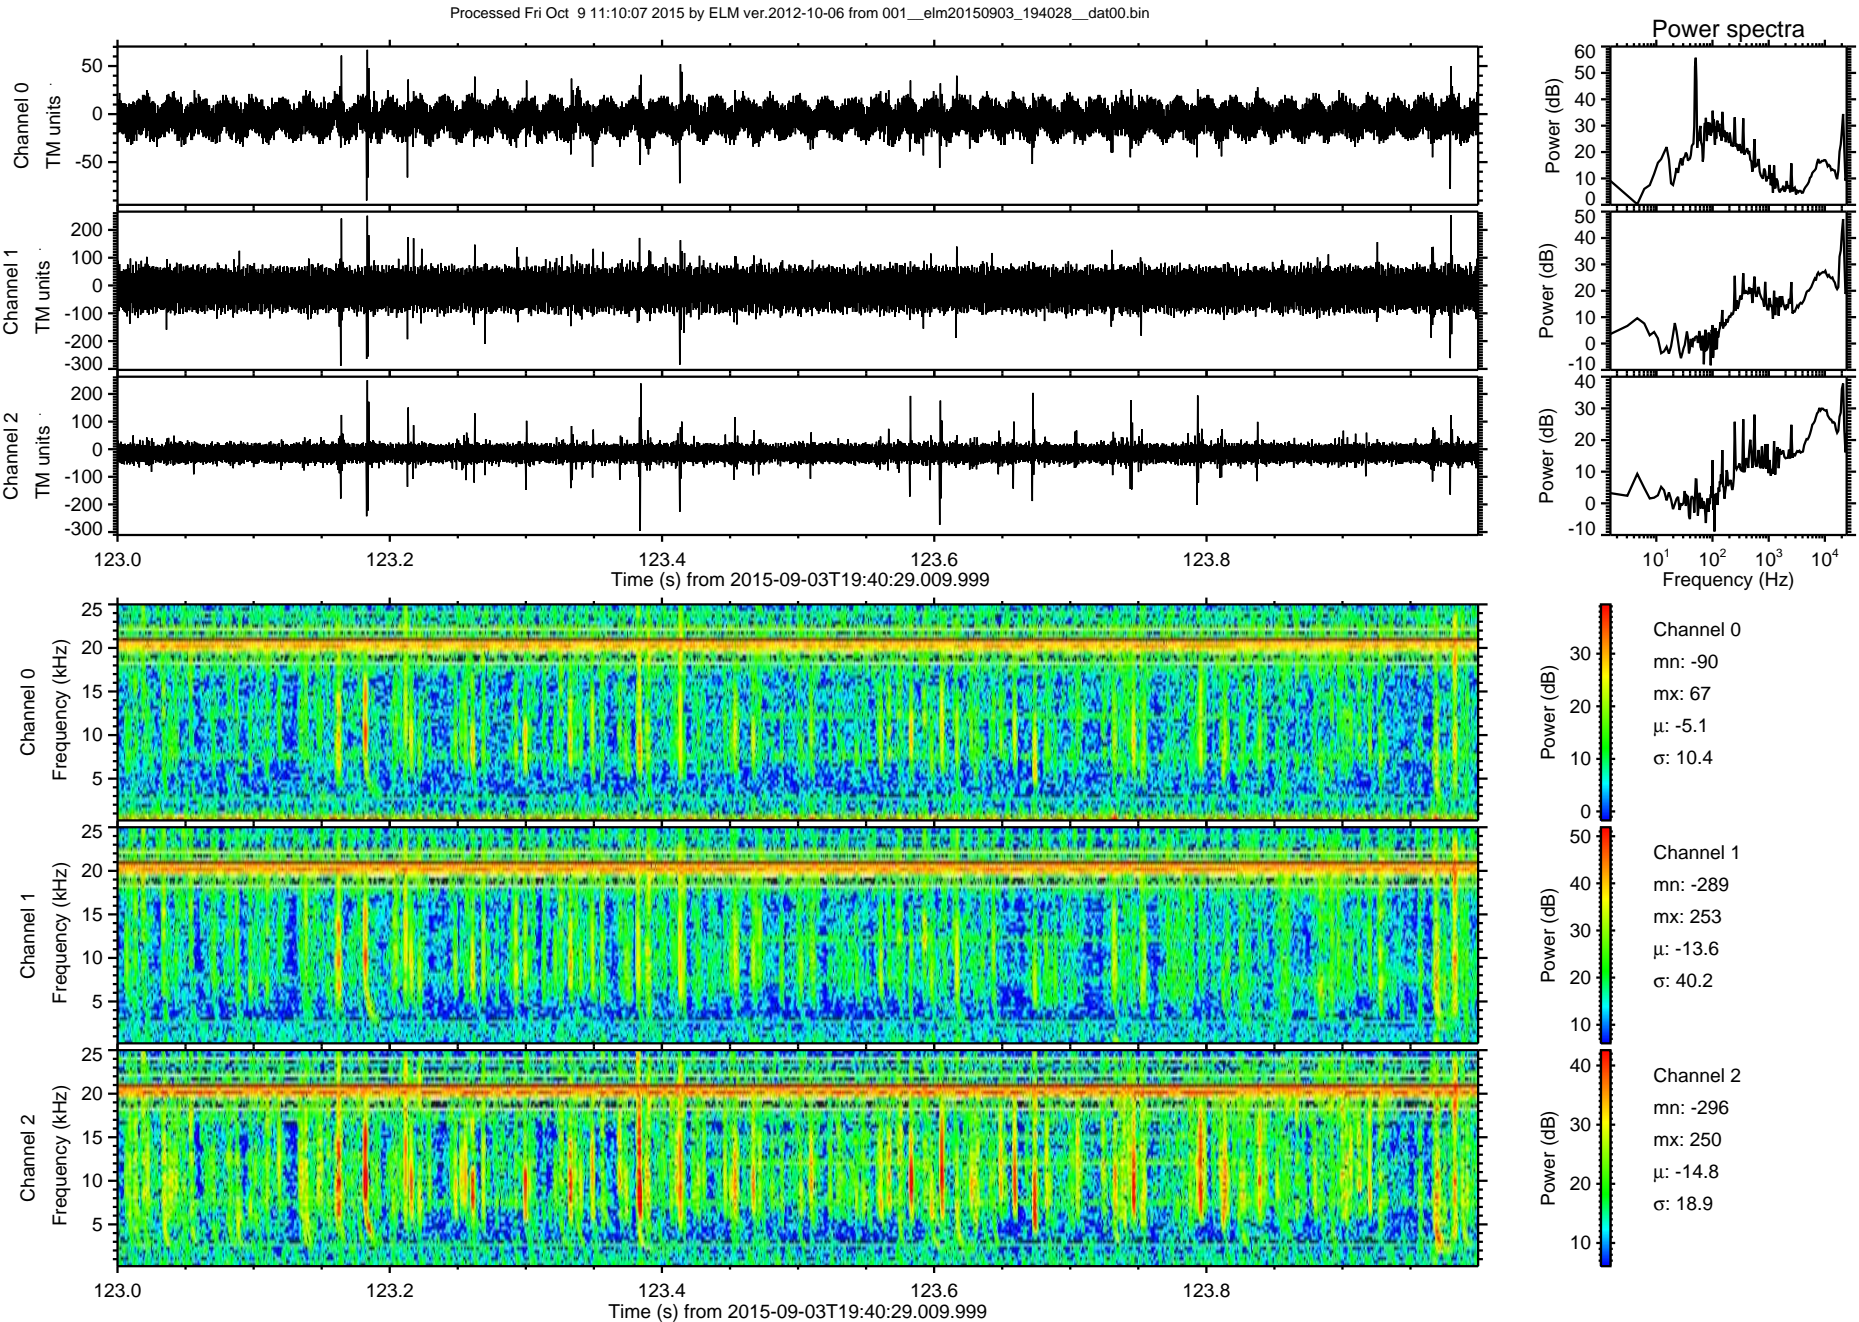 Processed Fri Oct  9 11:10:07 2015 by ELM ver.2012-10-06 from 001__elm20150903_194028__dat00.bin
Power spectra
Channel 0
TM units
50
0
-50
Power (dB)
60
50
40
30
20
10
0
Channel 1
TM units
200
100
0
-100
-200
-300
Power (dB)
50
40
30
20
10
0
-10
Channel 2
TM units
200
100
0
-100
-200
-300
Power (dB)
40
30
20
10
0
-10
123.0 123.2 123.4 123.6 123.8
Time (s) from 2015-09-03T19:40:29.009.999
10^1 10^2 10^3 10^4
Frequency (Hz)
Channel 0
Frequency (kHz)
25
20
15
10
5
Power (dB)
30
20
10
0
Channel 0
mn: -90
mx: 67
µ: -5.1
σ: 10.4
Channel 1
Frequency (kHz)
25
20
15
10
5
Power (dB)
50
40
30
20
10
Channel 1
mn: -289
mx: 253
µ: -13.6
σ: 40.2
Channel 2
Frequency (kHz)
25
20
15
10
5
Power (dB)
40
30
20
10
Channel 2
mn: -296
mx: 250
µ: -14.8
σ: 18.9
123.0 123.2 123.4 123.6 123.8
Time (s) from 2015-09-03T19:40:29.009.999